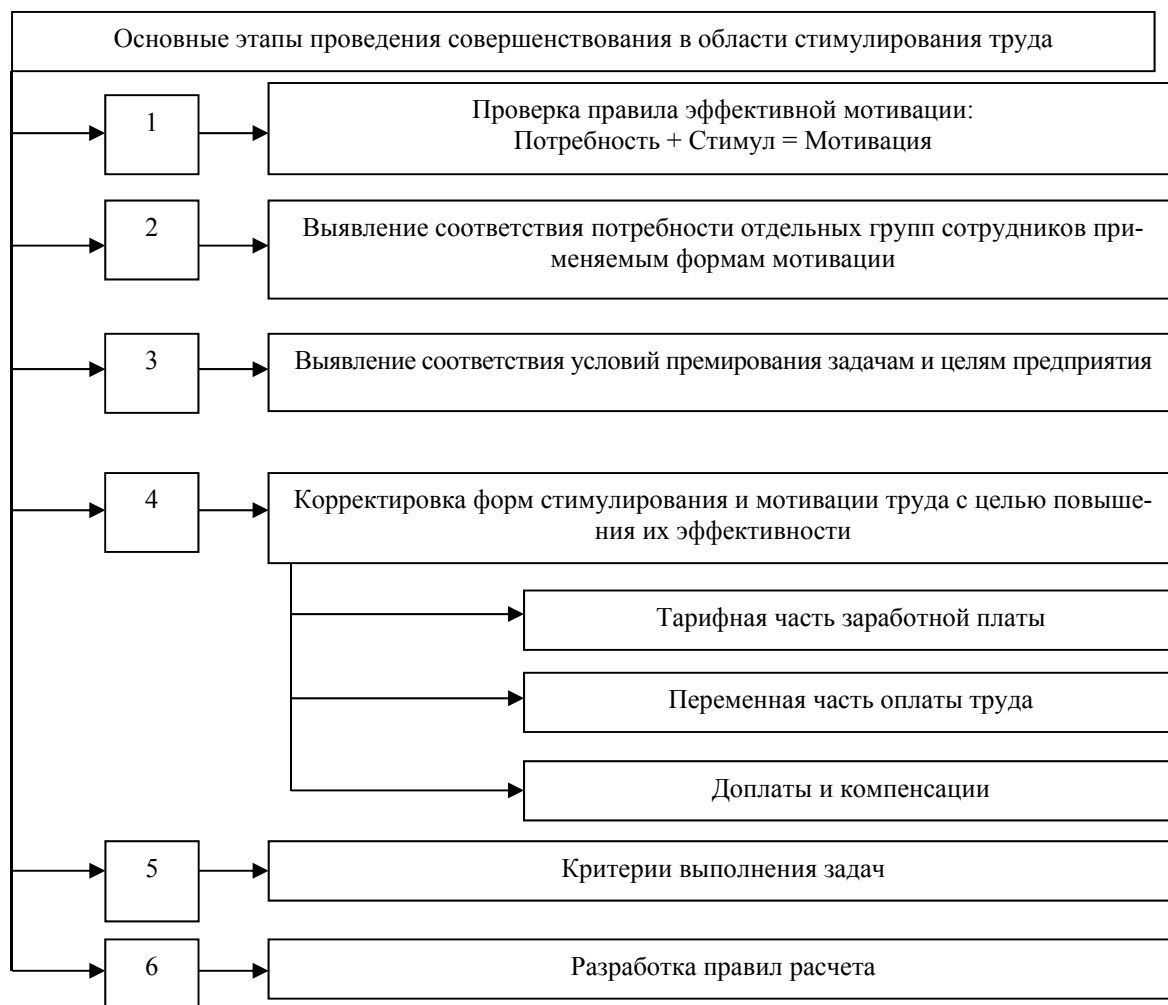 Основные этапы проведения совершенствования в области стимулирования труда
1
Проверка правила эффективной мотивации:
Потребность + Стимул = Мотивация
2
Выявление соответствия потребности отдельных групп сотрудников при-
меняемым формам мотивации
3
Выявление соответствия условий премирования задачам и целям предприятия
4
Корректировка форм стимулирования и мотивации труда с целью повыше-
ния их эффективности
Тарифная часть заработной платы
Переменная часть оплаты труда
Доплаты и компенсации
5
Критерии выполнения задач
6
Разработка правил расчета